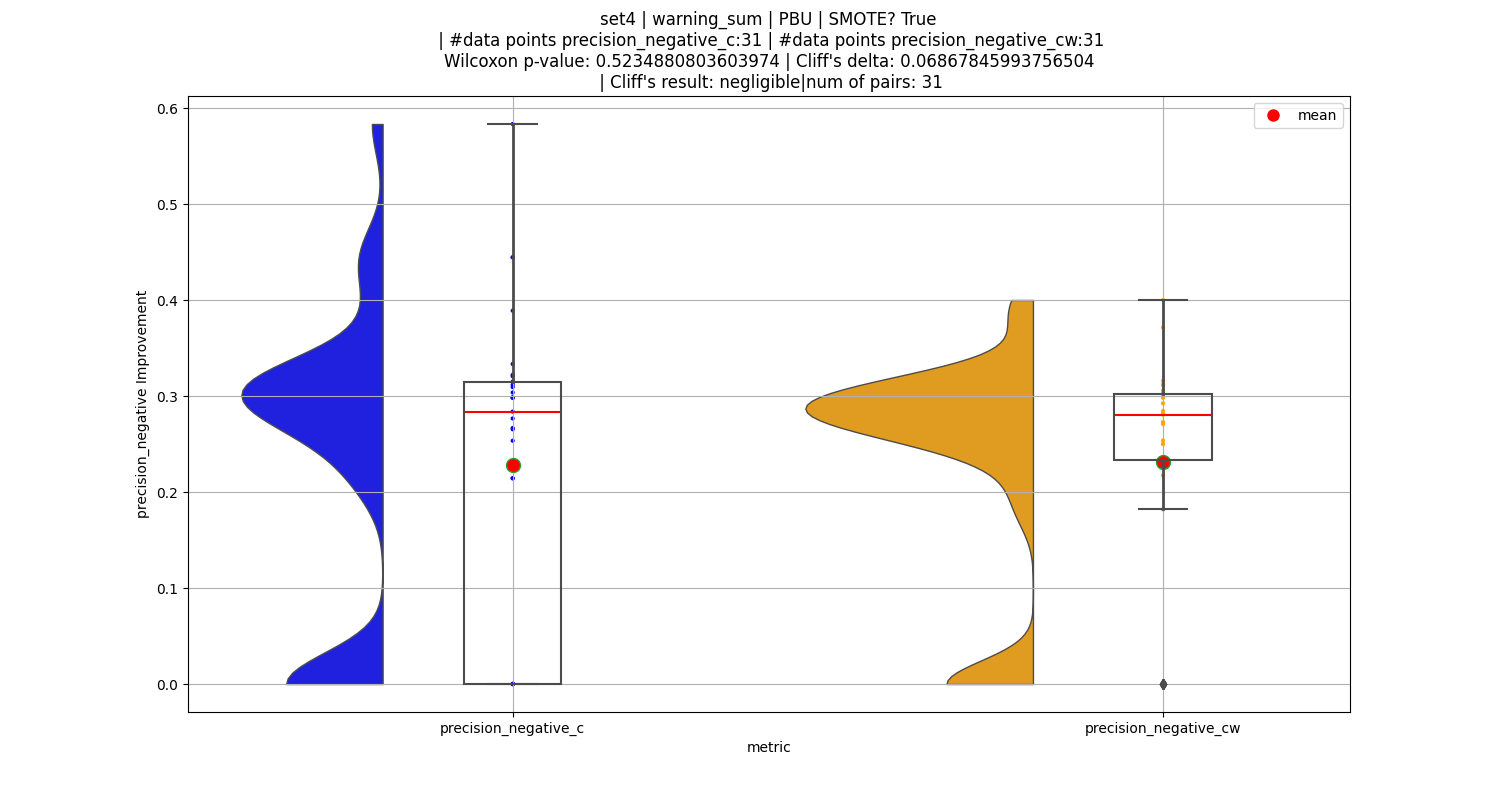 set4 | warning_sum | PBU | SMOTE? True
| #data points precision_negative_c:31 | #data points precision_negative_cw:31
Wilcoxon p-value: 0.5234880803603974 | Cliff's delta: 0.06867845993756504
| Cliff's result: negligible|num of pairs: 31
mean
0.6
0.5
0.4
0.3
0.2
0.1
0.0
precision_negative Improvement
precision_negative_c
precision_negative_cw
metric